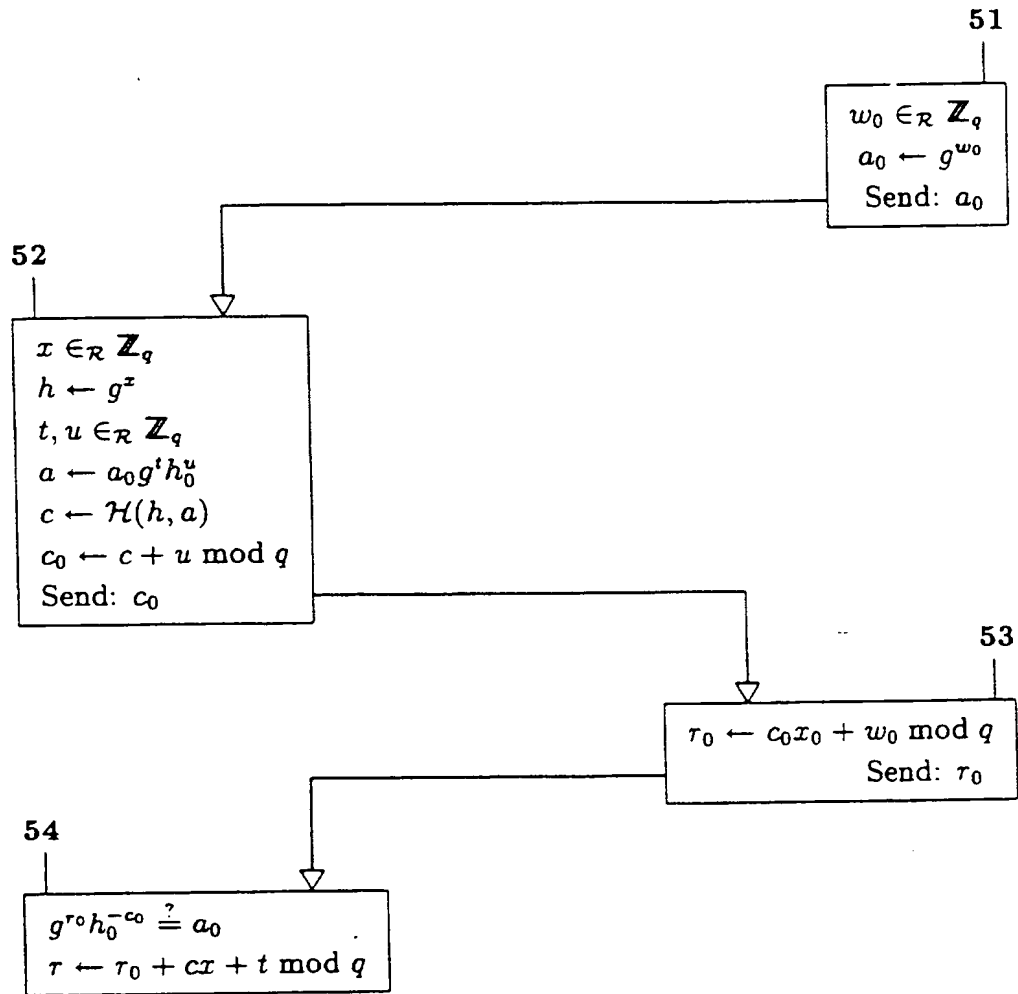 51
w₀ ∈_ℛ ℤ_q
a₀ ← g^{w₀}
Send: a₀
52
x ∈_ℛ ℤ_q
h ← g^x
t, u ∈_ℛ ℤ_q
a ← a₀g^t h₀^u
c ← ℋ(h, a)
c₀ ← c + u mod q
Send: c₀
53
r₀ ← c₀x₀ + w₀ mod q
Send: r₀
54
g^{r₀}h₀^{-c₀} ≟ a₀
r ← r₀ + cx + t mod q